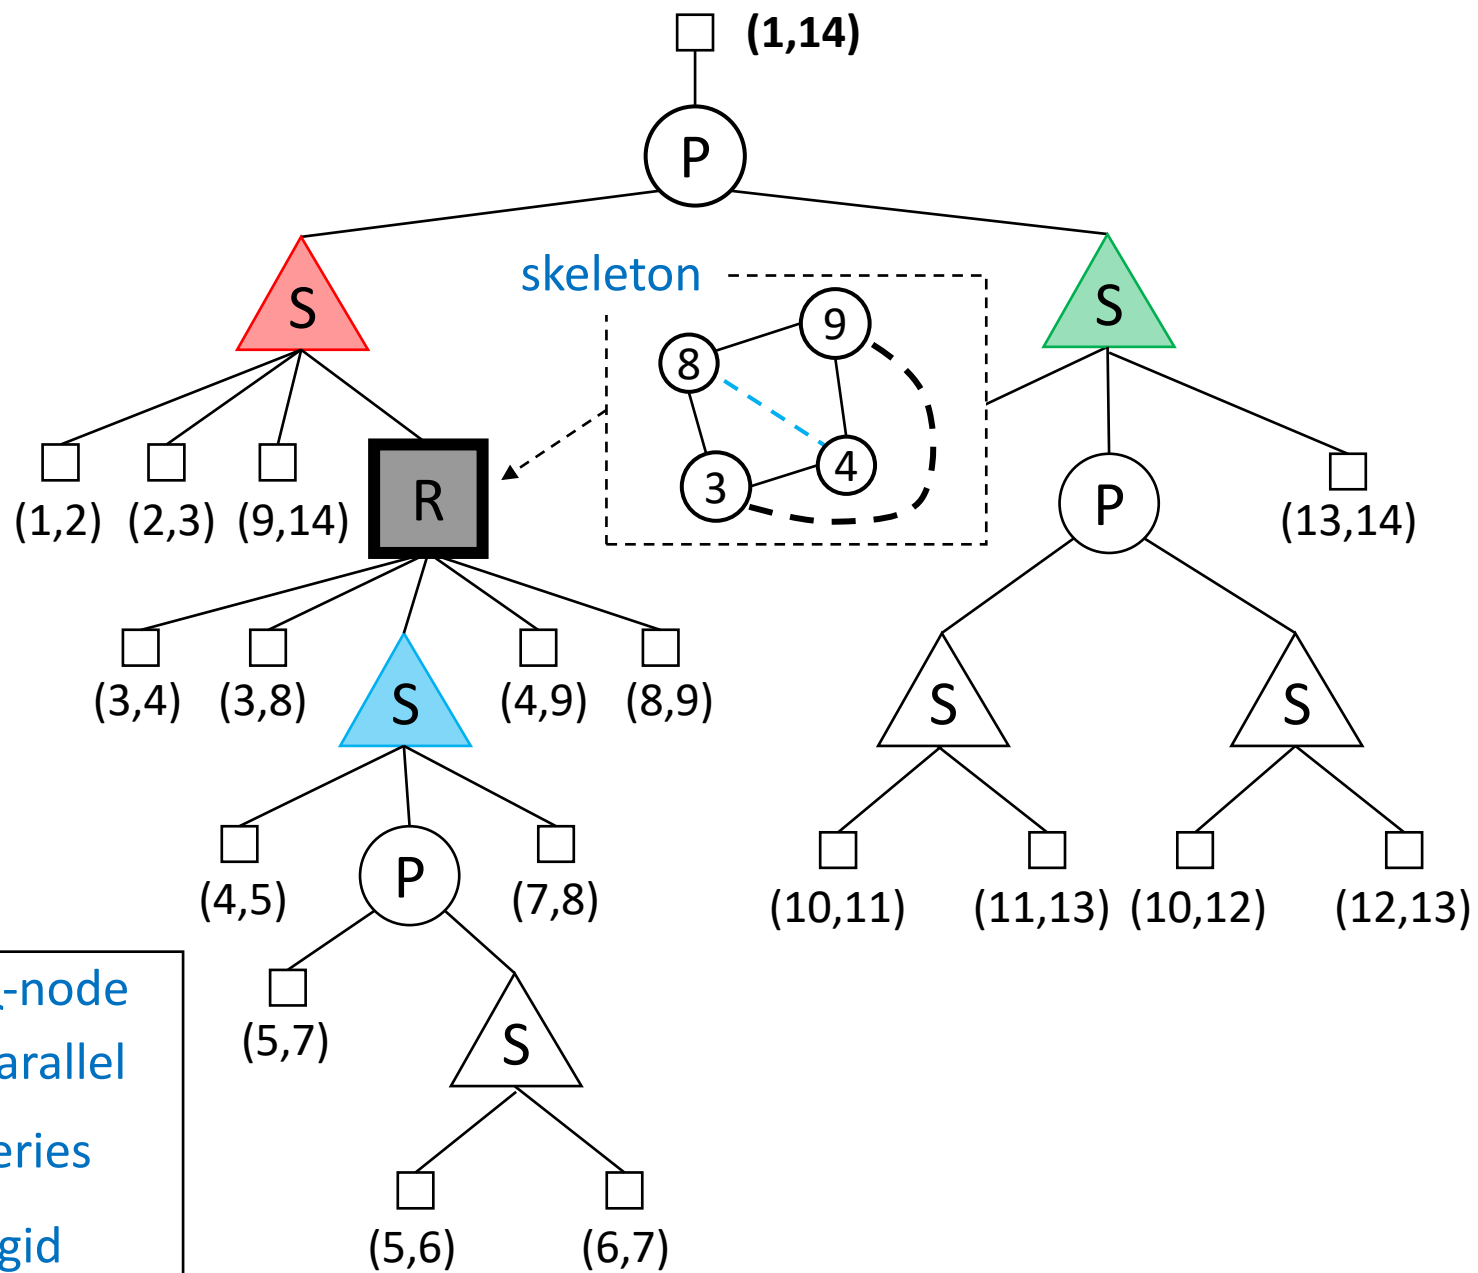 (1,14)
P
S
skeleton
S
9
8
4
3
R
P
(1,2) (2,3) (9,14)
(13,14)
(3,4) (3,8) S (4,9) (8,9)
S
S
(4,5) P (7,8)
(10,11) (11,13) (10,12) (12,13)
-node
(5,7)
S
arallel
eries
(5,6) (6,7)
gid